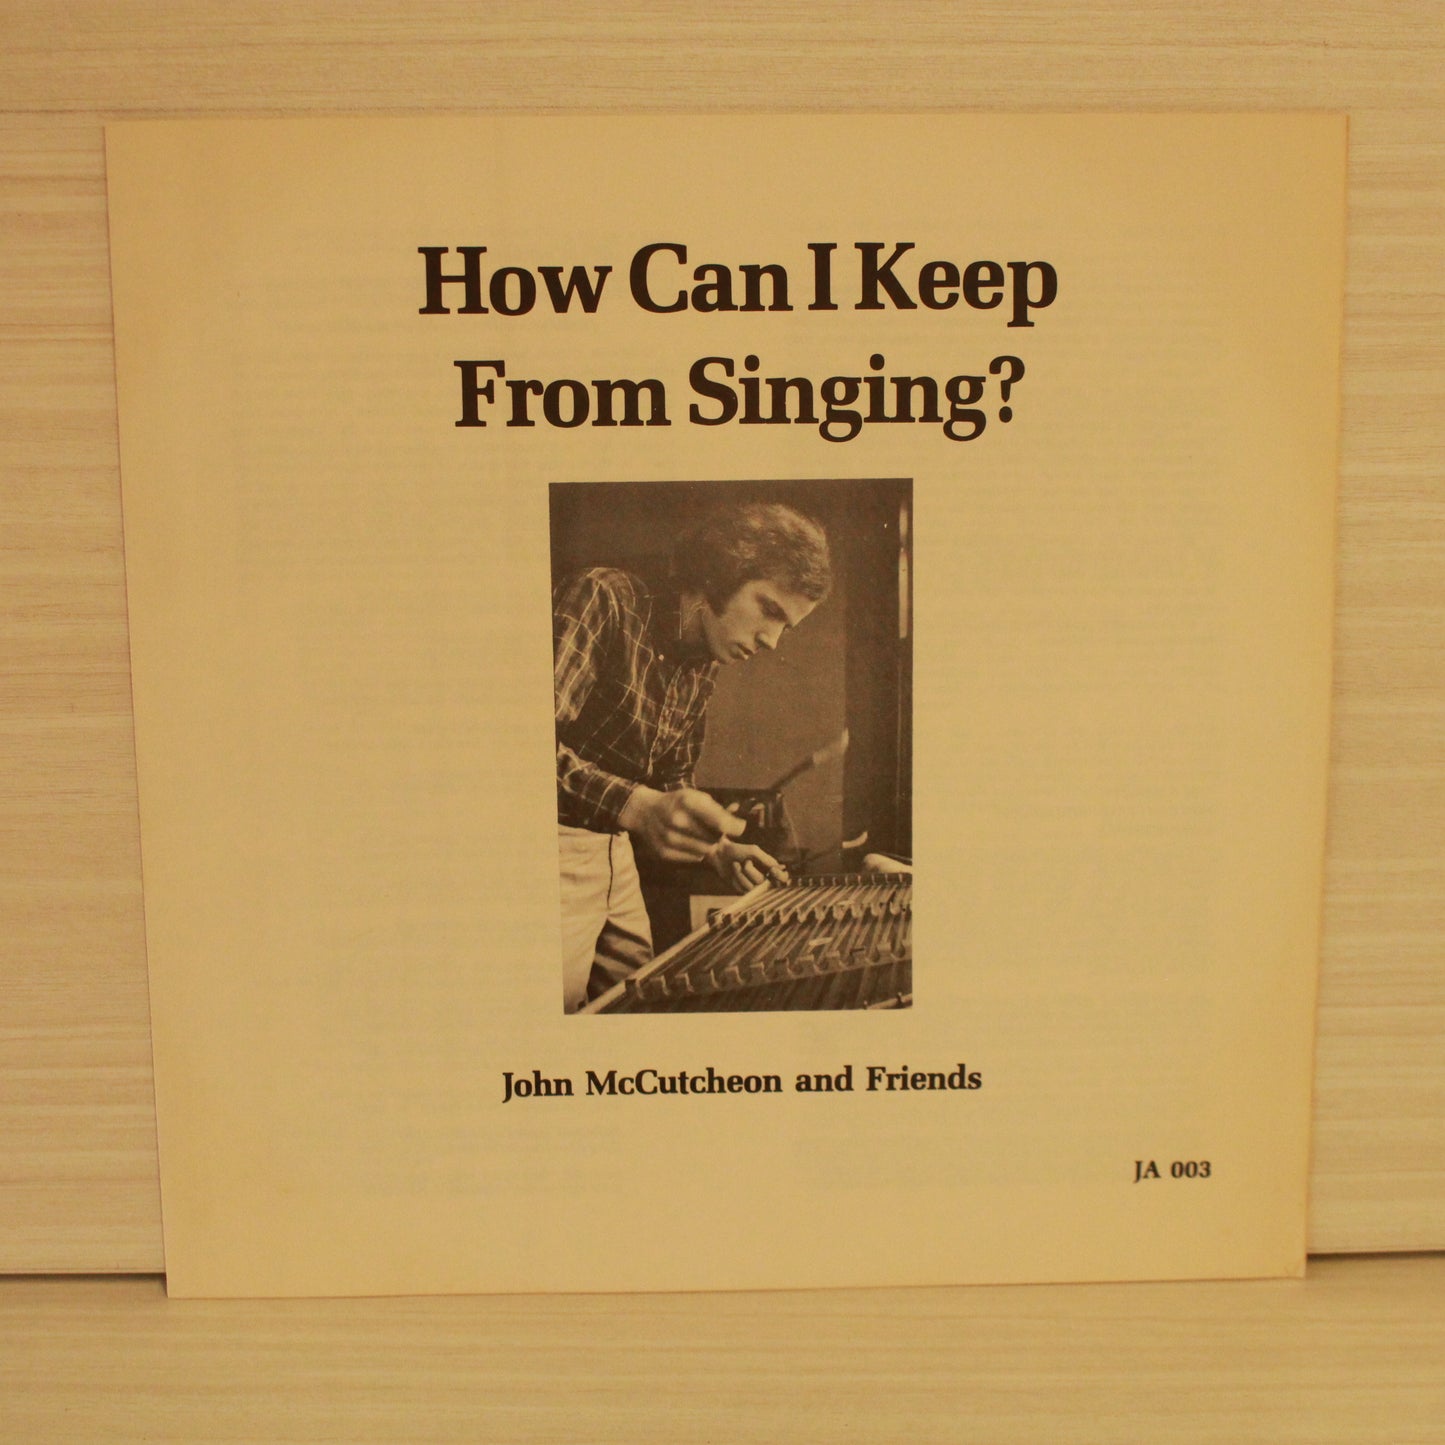 How Can I Keep
From Singing?
John McCutcheon and Friends
JA 003